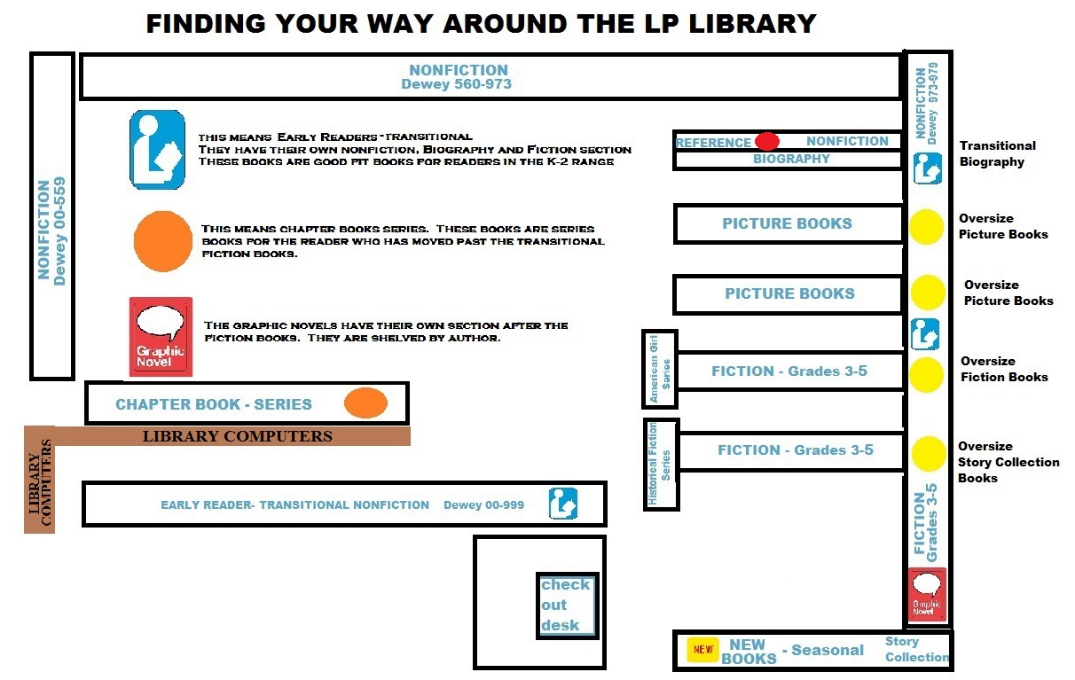 FINDING YOUR WAY AROUND THE LP LIBRARY
NONFICTION
Dewey 560-973
NONFICTION
Dewey 973-979
NONFICTION
Dewey 00-559
THIS MEANS EARLY READERS-TRANSITIONAL
THEY HAVE THEIR OWN NONFICTION, BIOGRAPHY AND FICTION SECTION
THESE BOOKS ARE GOOD FIT BOOKS FOR READERS IN THE K-2 RANGE
THIS MEANS CHAPTER BOOKS SERIES. THESE BOOKS ARE SERIES
BOOKS FOR THE READER WHO HAS MOVED PAST THE TRANSITIONAL
FICTION BOOKS.
Graphic
Novel
THE GRAPHIC NOVELS HAVE THEIR OWN SECTION AFTER THE
FICTION BOOKS. THEY ARE SHELVED BY AUTHOR.
REFERENCE NONFICTION
BIOGRAPHY
Transitional
Biography
PICTURE BOOKS
Oversize
Picture Books
PICTURE BOOKS
Oversize
Picture Books
American Girl
Series
FICTION - Grades 3-5
Oversize
Fiction Books
Historical Fiction
Series
FICTION - Grades 3-5
Oversize
Story Collection
Books
FICTION
Grades 3-5
Graphic
Novel
CHAPTER BOOK - SERIES
LIBRARY COMPUTERS
LIBRARY
COMPUTERS
EARLY READER- TRANSITIONAL NONFICTION Dewey 00-999
check
out
desk
NEW
NEW
BOOKS - Seasonal
Story
Collection